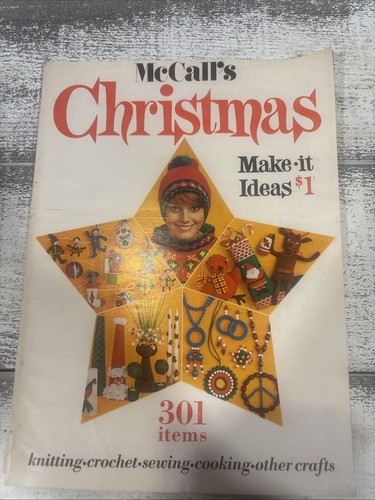 McCall's
Christmas
Make·it
Ideas $1
301
items
knitting·crochet·sewing·cooking·other crafts